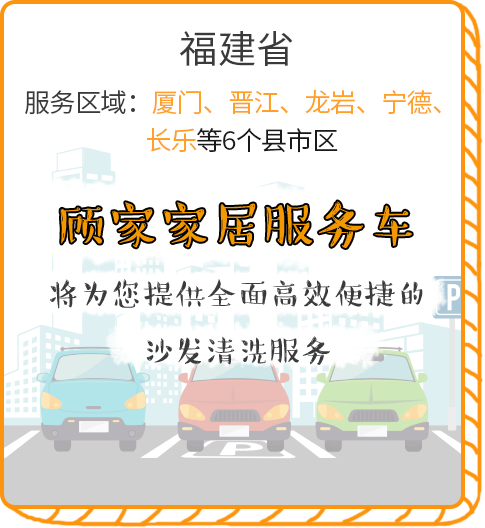 福建省
服务区域：厦门、晋江、龙岩、宁德、
长乐等6个县市区
顾家家居服务车
将为您提供全面高效便捷的
沙发清洗服务
P
P